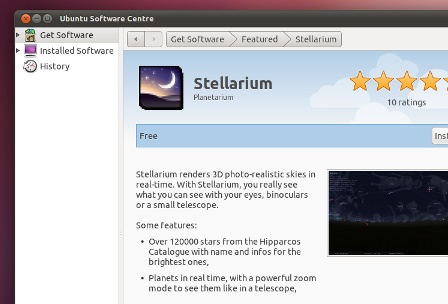 Ubuntu Software Centre
Get Software
Installed Software
History
Get Software Featured Stellarium
Stellarium
Planetarium
10 ratings
Free
Stellarium renders 3D photo-realistic skies in
real-time. With Stellarium, you really see
what you can see with your eyes, binoculars
or a small telescope.
Some features:
• Over 120000 stars from the Hipparcos
Catalogue with name and infos for the
brightest ones,
• Planets in real time, with a powerful zoom
mode to see them like in a telescope,